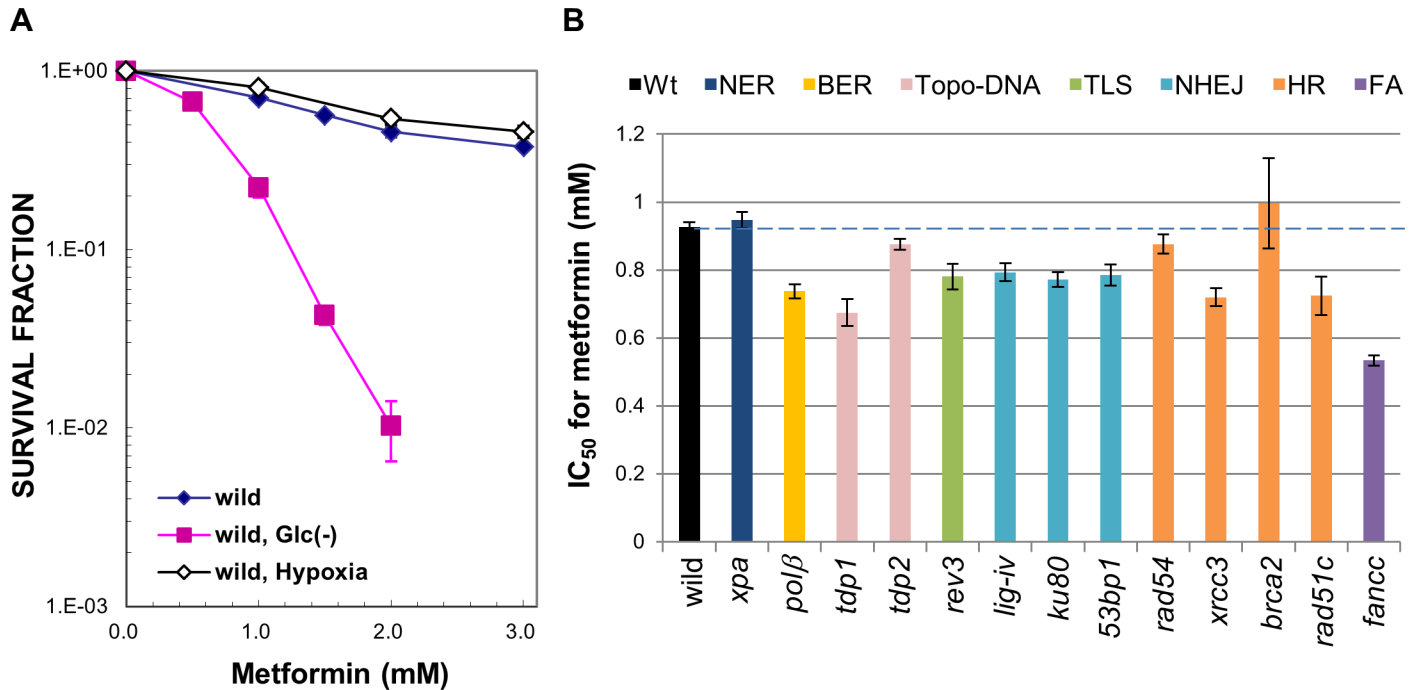 A
SURVIVAL FRACTION
1.E+00
1.E-01
1.E-02
1.E-03
wild
wild, Glc(-)
wild, Hypoxia
0.0 1.0 2.0 3.0
Metformin (mM)
B
Wt NER BER Topo-DNA TLS NHEJ HR FA
IC50 for metformin (mM)
1.2
1
0.8
0.6
0.4
0.2
0
wild
xpa
polβ
tdp1
tdp2
rev3
lig-iv
ku80
53bp1
rad54
xrcc3
brca2
rad51c
fancc